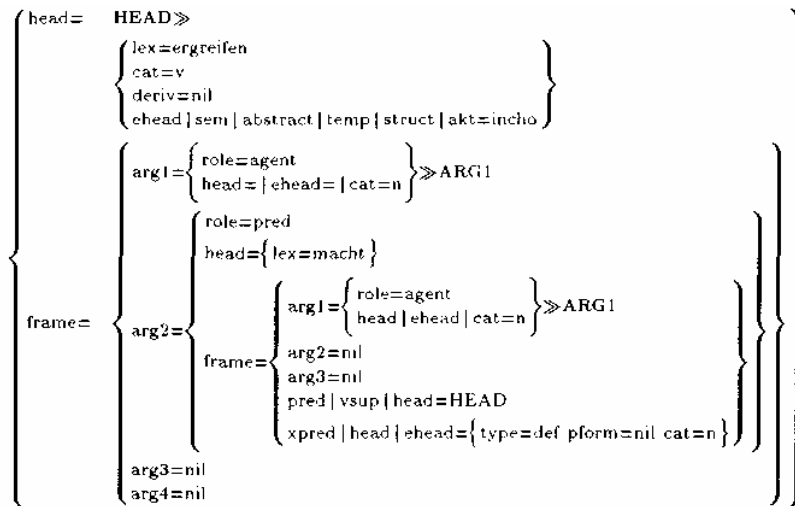 head= HEAD≫
lex=ergreifen
cat=v
deriv=nil
ehead|sem|abstract|temp|struct|akt=incho
arg1= role=agent
head=|ehead=|cat=n ≫ARG1
role=pred
head={lex=macht}
arg1= role=agent
head|ehead|cat=n ≫ARG1
frame= arg2= frame= arg2=nil
arg3=nil
pred|vsup|head=HEAD
xpred|head|ehead={type=def pform=nil cat=n}
arg3=nil
arg4=nil